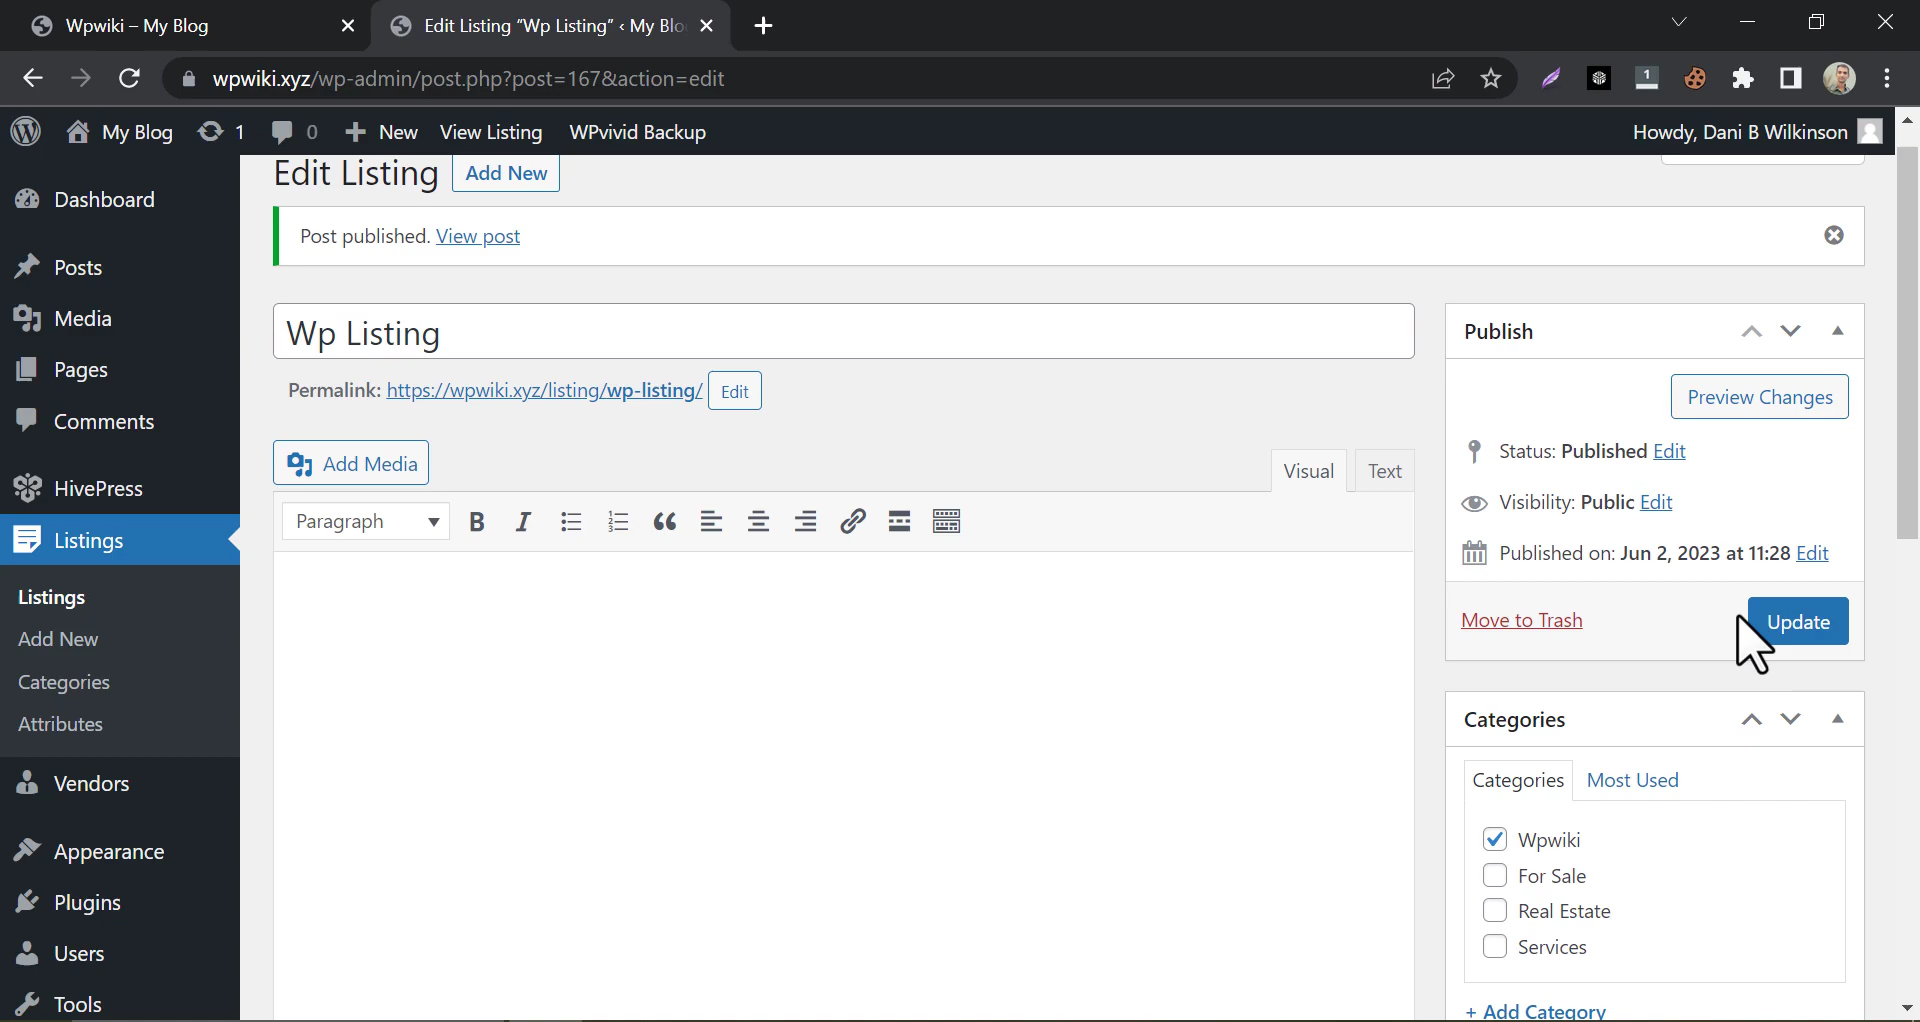 Wpwiki – My Blog
Edit Listing "Wp Listing" ‹ My Blo
wpwiki.xyz/wp-admin/post.php?post=167&action=edit
1
My Blog
1
0
New
View Listing
WPvivid Backup
Howdy, Dani B Wilkinson
Dashboard
Posts
Media
Pages
Comments
HivePress
Listings
Listings
Add New
Categories
Attributes
Vendors
Appearance
Plugins
Users
Tools
Edit Listing
Add New
Post published. View post
Wp Listing
Permalink: https://wpwiki.xyz/listing/wp-listing/ Edit
Add Media
Visual
Text
Paragraph
Publish
Preview Changes
Status: Published Edit
Visibility: Public Edit
Published on: Jun 2, 2023 at 11:28 Edit
Move to Trash
Update
Categories
Categories
Most Used
Wpwiki
For Sale
Real Estate
Services
+ Add Category